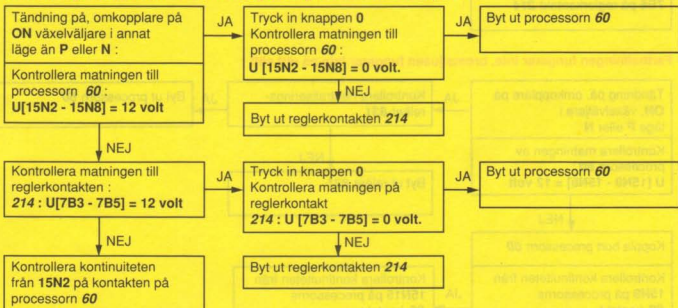 Tändning på, omkopplare på
ON växelväljare i annat
läge än P eller N :
Kontrollera matningen till
processorn 60 :
U[15N2 - 15N8] = 12 volt
JA
Tryck in knappen 0
Kontrollera matningen till
processorn 60 :
U [15N2 - 15N8] = 0 volt.
JA
Byt ut processorn 60
NEJ
Byt ut reglerkontakten 214
NEJ
Kontrollera matningen till
reglerkontakten :
214 : U[7B3 - 7B5] = 12 volt
JA
Tryck in knappen 0
Kontrollera matningen på
reglerkontakt
214 : U [7B3 - 7B5] = 0 volt.
JA
Byt ut processorn 60
NEJ
Byt ut reglerkontakten 214
NEJ
Kontrollera kontinuiteten
från 15N2 på kontakten på
processorn 60